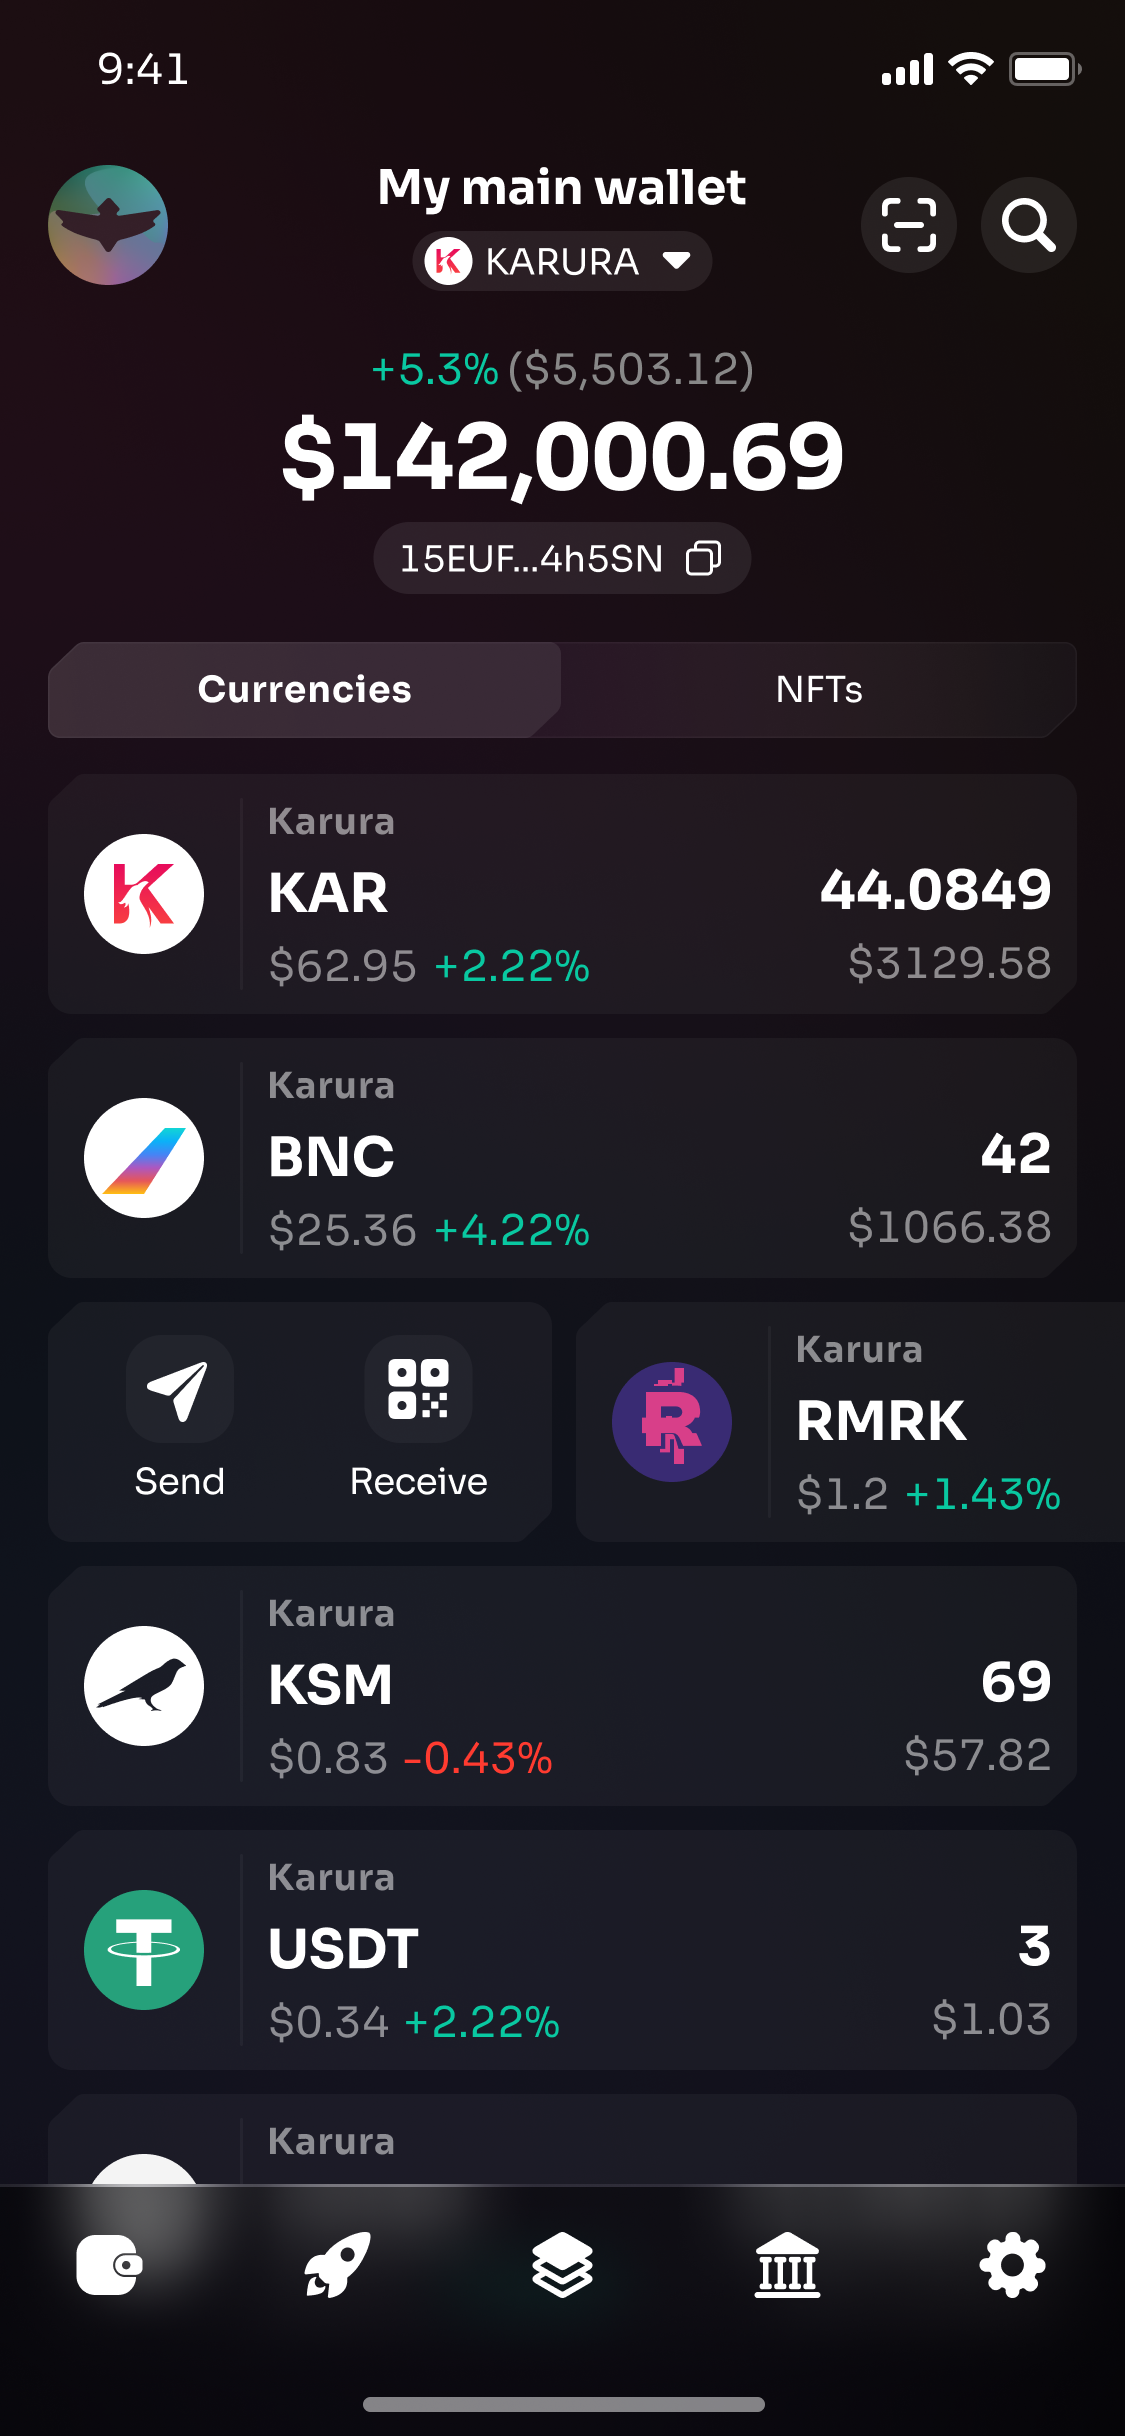 9:41
My main wallet
KARURA
+5.3% ($5,503.12)
$142,000.69
15EUF...4h5SN
Currencies
NFTs
Karura
KAR
44.0849
$62.95 +2.22%
$3129.58
Karura
BNC
42
$25.36 +4.22%
$1066.38
Send
Receive
Karura
RMRK
$1.2 +1.43%
Karura
KSM
69
$0.83 -0.43%
$57.82
Karura
USDT
3
$0.34 +2.22%
$1.03
Karura